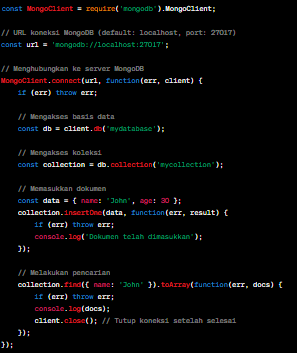 const MongoClient = require('mongodb').MongoClient;
// URL koneksi MongoDB (default: localhost, port: 27017)
const url = 'mongodb://localhost:27017';
// Menghubungkan ke server MongoDB
MongoClient.connect(url, function(err, client) {
if (err) throw err;
// Mengakses basis data
const db = client.db('mydatabase');
// Mengakses koleksi
const collection = db.collection('mycollection');
// Memasukkan dokumen
const data = { name: 'John', age: 30 };
collection.insertOne(data, function(err, result) {
if (err) throw err;
console.log('Dokumen telah dimasukkan');
});
// Melakukan pencarian
collection.find({ name: 'John' }).toArray(function(err, docs) {
if (err) throw err;
console.log(docs);
client.close(); // Tutup koneksi setelah selesai
});
});